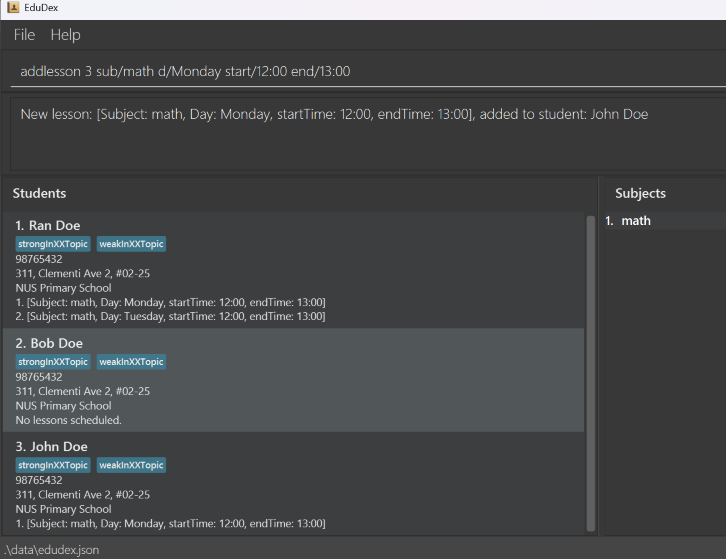 EduDex
File Help
addlesson 3 sub/math d/Monday start/12:00 end/13:00
New lesson: [Subject: math, Day: Monday, startTime: 12:00, endTime: 13:00], added to student: John Doe
Students
1. Ran Doe
strongInXXTopic weakInXXTopic
98765432
311, Clementi Ave 2, #02-25
NUS Primary School
1. [Subject: math, Day: Monday, startTime: 12:00, endTime: 13:00]
2. [Subject: math, Day: Tuesday, startTime: 12:00, endTime: 13:00]
2. Bob Doe
strongInXXTopic weakInXXTopic
98765432
311, Clementi Ave 2, #02-25
NUS Primary School
No lessons scheduled.
3. John Doe
strongInXXTopic weakInXXTopic
98765432
311, Clementi Ave 2, #02-25
NUS Primary School
1. [Subject: math, Day: Monday, startTime: 12:00, endTime: 13:00]
Subjects
1. math
.\data\edudex.json